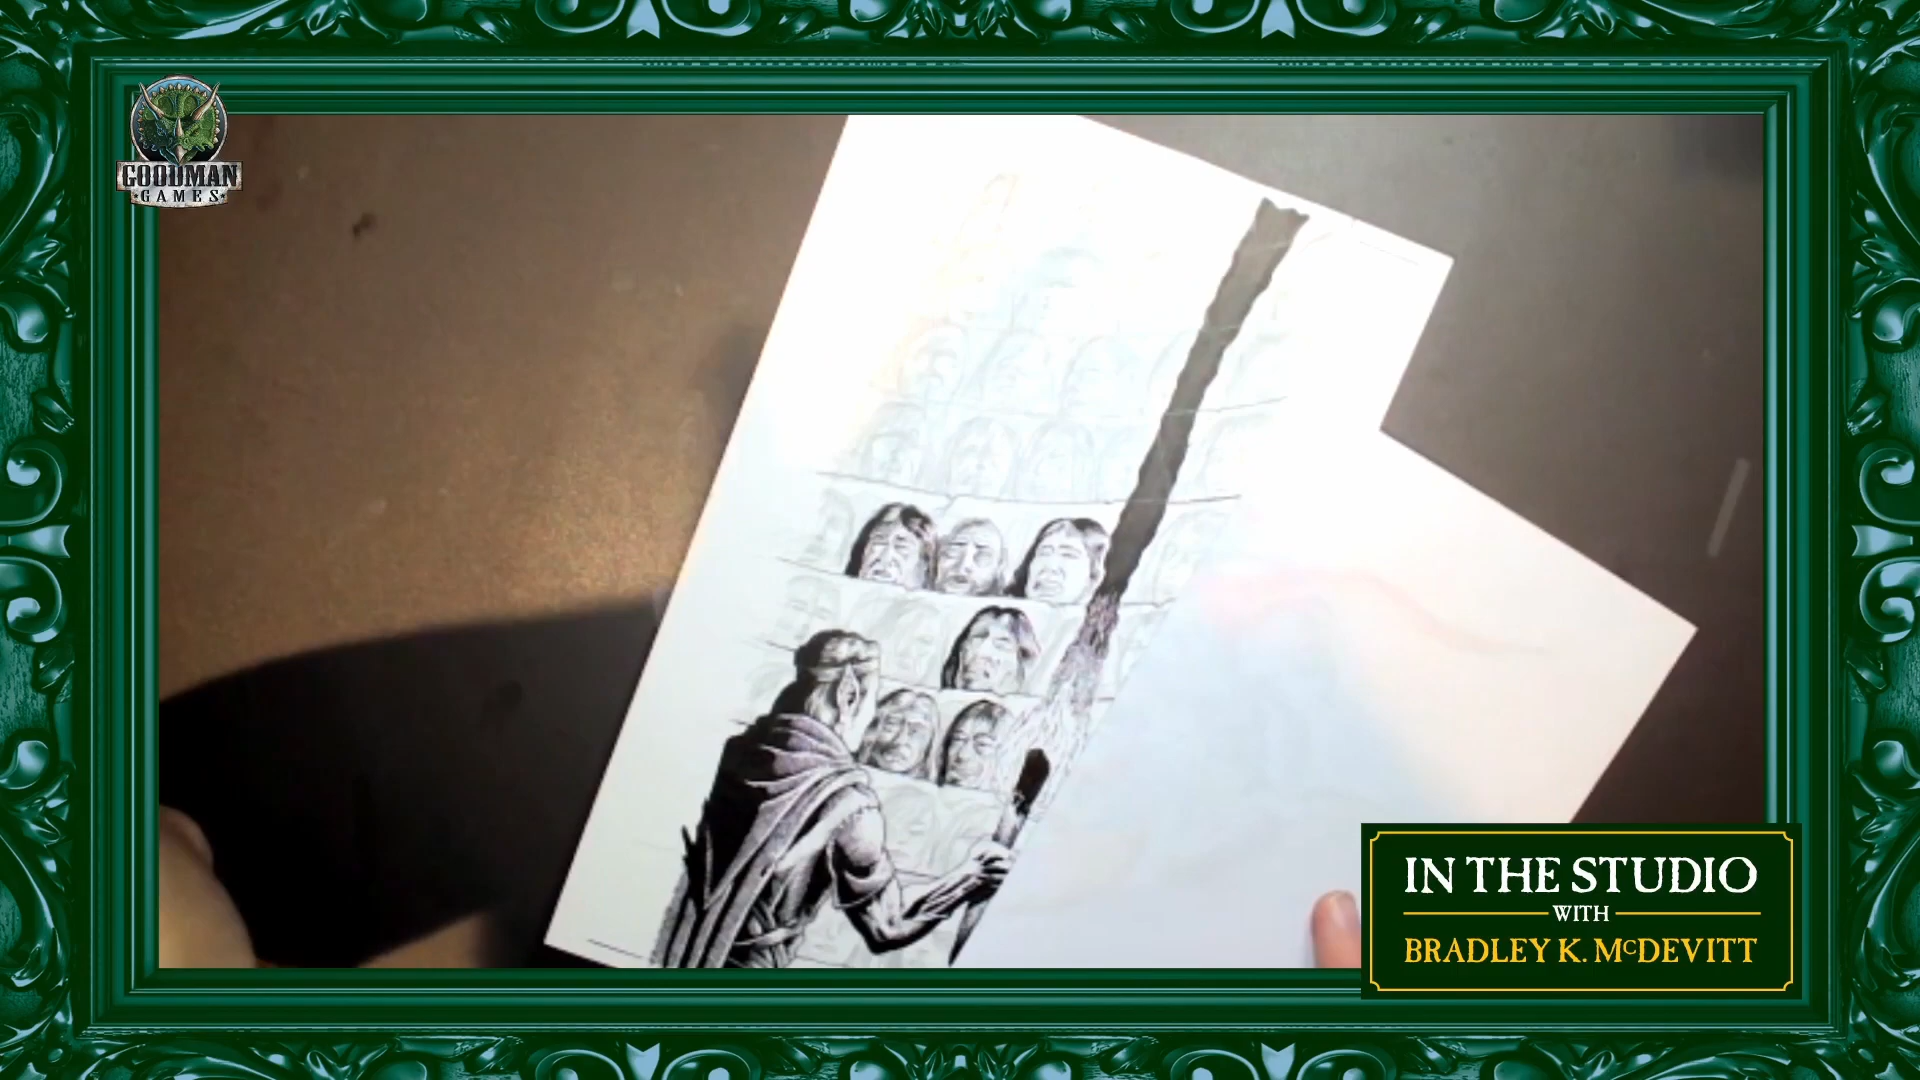 GOODMAN
GAMES
IN THE STUDIO
WITH
BRADLEY K. McDEVITT